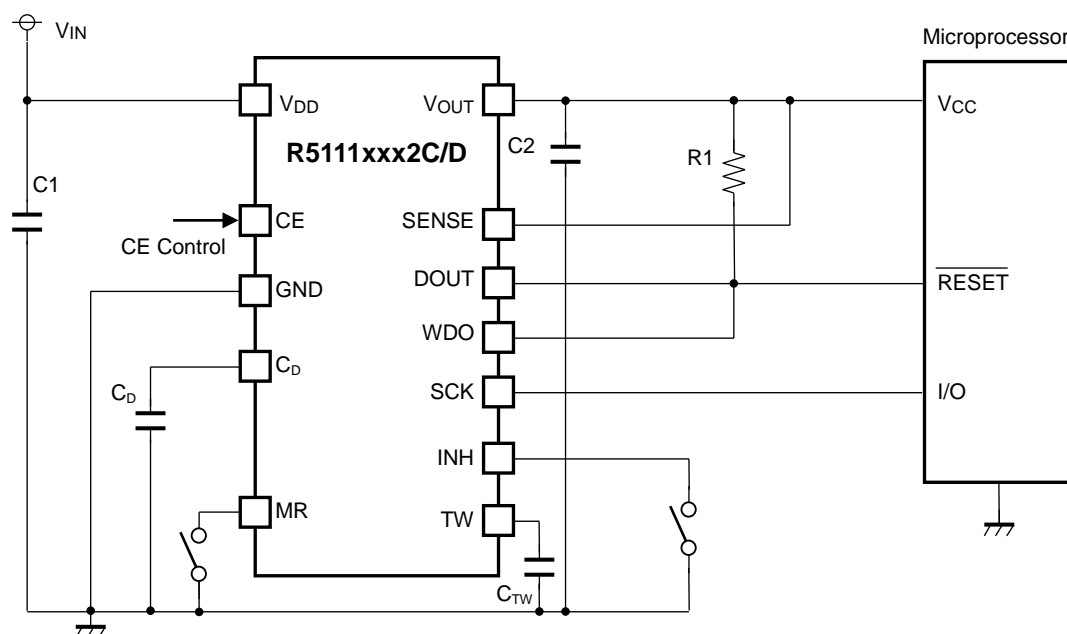 VIN
Microprocessor
VDD
VOUT
VCC
R5111xxx2C/D
C2
R1
C1
CE
SENSE
CE Control
GND
DOUT
RESET
WDO
CD
CD
SCK
I/O
INH
MR
TW
CTW